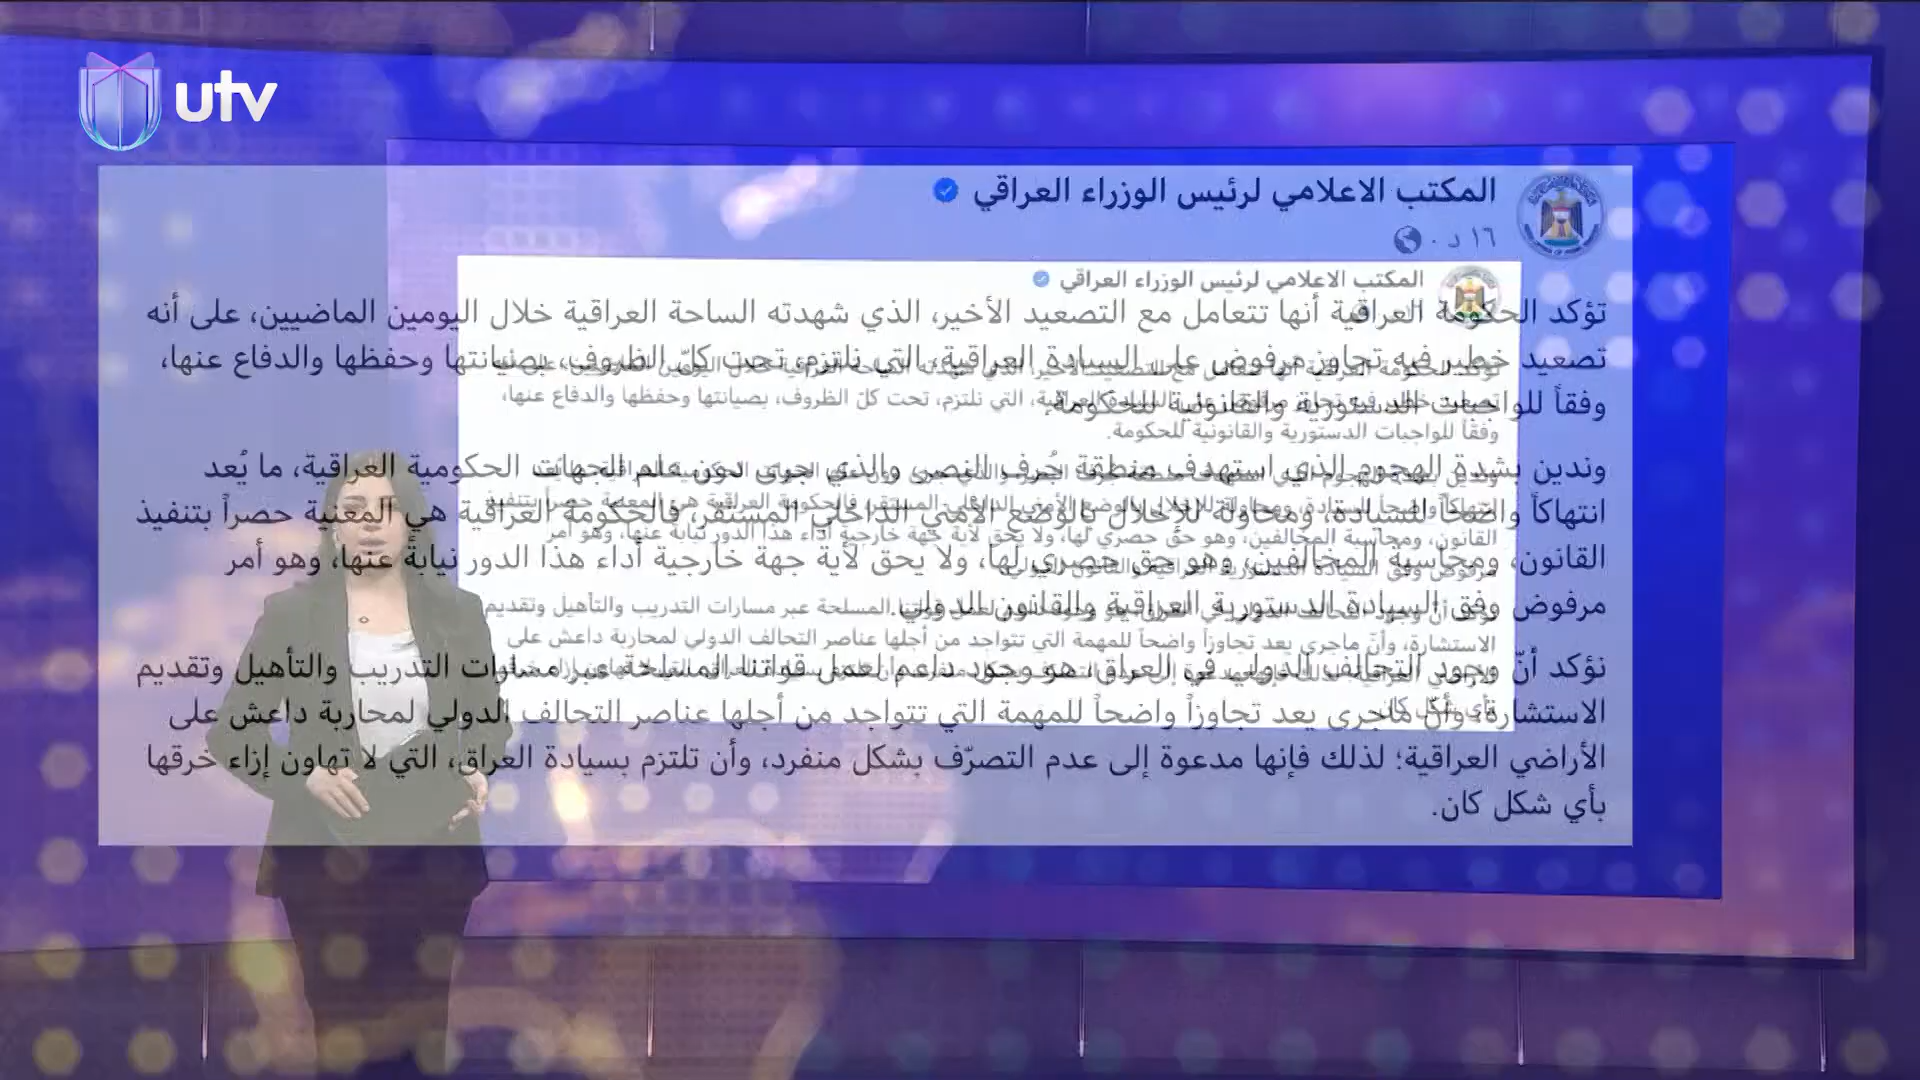 utv
المكتب الاعلامي لرئيس الوزراء العراقي
١٦ د ·
المكتب الاعلامي لرئيس الوزراء العراقي
تؤكد الحكومة العراقية أنها تتعامل مع التصعيد الأخير، الذي شهدته الساحة العراقية خلال اليومين الماضيين، على أنه
تصعيد خطير فيه تجاوز مرفوض على السيادة العراقية، التي نلتزم، تحت كلّ الظروف، بصيانتها وحفظها والدفاع عنها،
وفقاً للواجبات الدستورية والقانونية للحكومة.
وندين بشدة الهجوم الذي استهدف منطقة جُرف النصر، والذي جرى دون علم الجهات الحكومية العراقية، ما يُعد
انتهاكاً واضحاً للسيادة، ومحاولة للإخلال بالوضع الأمني الداخلي المستقر، فالحكومة العراقية هي المعنية حصراً بتنفيذ
القانون، ومحاسبة المخالفين، وهو حق حصري لها، ولا يحق لأية جهة خارجية أداء هذا الدور نيابةً عنها، وهو أمر
مرفوض وفق السيادة الدستورية العراقية والقانون الدولي.
نؤكد أنّ وجود التحالف الدولي في العراق، هو وجود داعم لعمل قواتنا المسلحة عبر مسارات التدريب والتأهيل وتقديم
الاستشارة، وأنّ ماجرى يعد تجاوزاً واضحاً للمهمة التي تتواجد من أجلها عناصر التحالف الدولي لمحاربة داعش على
الأراضي العراقية؛ لذلك فإنها مدعوة إلى عدم التصرّف بشكل منفرد، وأن تلتزم بسيادة العراق، التي لا تهاون إزاء خرقها
بأي شكل كان.